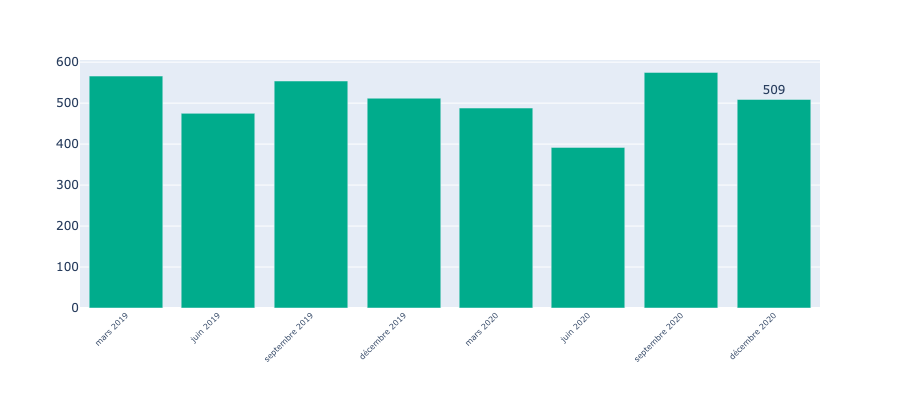 600
500
400
300
200
100
0
509
mars 2019
juin 2019
septembre 2019
décembre 2019
mars 2020
juin 2020
septembre 2020
décembre 2020